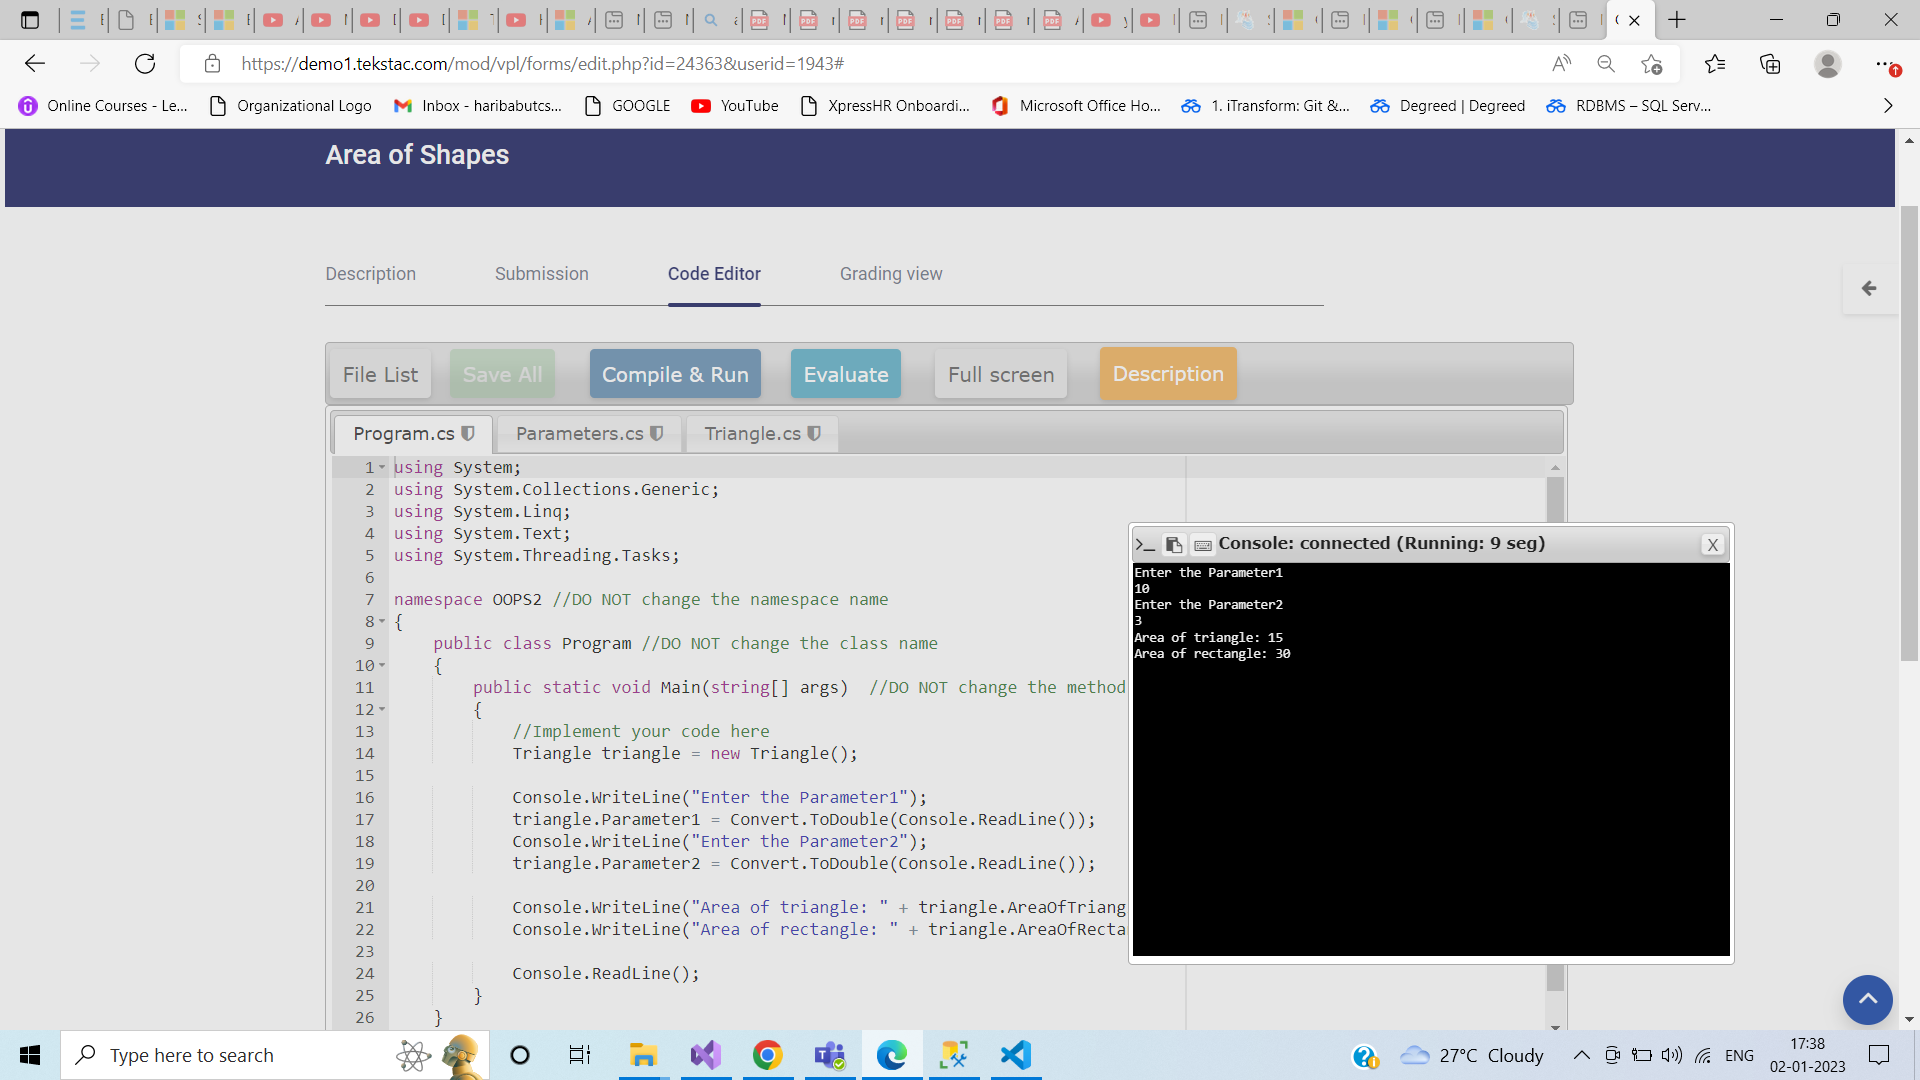 https://demo1.tekstac.com/mod/vpl/forms/edit.php?id=24363&userid=1943#
Online Courses - Le...
Organizational Logo
Inbox - haribabutcs...
GOOGLE
YouTube
XpressHR Onboardi...
Microsoft Office Ho...
1. iTransform: Git &...
Degreed | Degreed
RDBMS – SQL Serv...
Area of Shapes
Description
Submission
Code Editor
Grading view
File List
Save All
Compile & Run
Evaluate
Full screen
Description
Program.cs
Parameters.cs
Triangle.cs
1 using System;
2 using System.Collections.Generic;
3 using System.Linq;
4 using System.Text;
5 using System.Threading.Tasks;
6
7 namespace OOPS2 //DO NOT change the namespace name
8 {
9 public class Program //DO NOT change the class name
10 {
11 public static void Main(string[] args)  //DO NOT change the method
12 {
13 //Implement your code here
14 Triangle triangle = new Triangle();
15
16 Console.WriteLine("Enter the Parameter1");
17 triangle.Parameter1 = Convert.ToDouble(Console.ReadLine());
18 Console.WriteLine("Enter the Parameter2");
19 triangle.Parameter2 = Convert.ToDouble(Console.ReadLine());
20
21 Console.WriteLine("Area of triangle: " + triangle.AreaOfTriang
22 Console.WriteLine("Area of rectangle: " + triangle.AreaOfRecta
23
24 Console.ReadLine();
25 }
26 }
Console: connected (Running: 9 seg)
X
Enter the Parameter1
10
Enter the Parameter2
3
Area of triangle: 15
Area of rectangle: 30
Type here to search
27°C Cloudy
ENG
17:38
02-01-2023